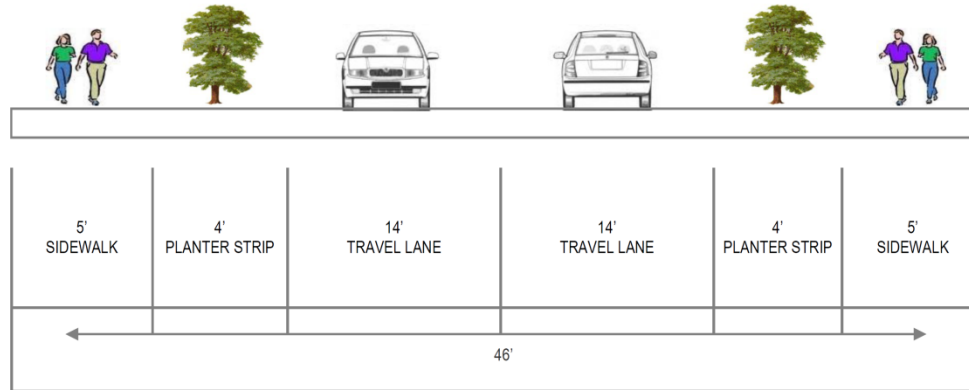 5’
SIDEWALK
4’
PLANTER STRIP
14’
TRAVEL LANE
14’
TRAVEL LANE
4’
PLANTER STRIP
5’
SIDEWALK
46’